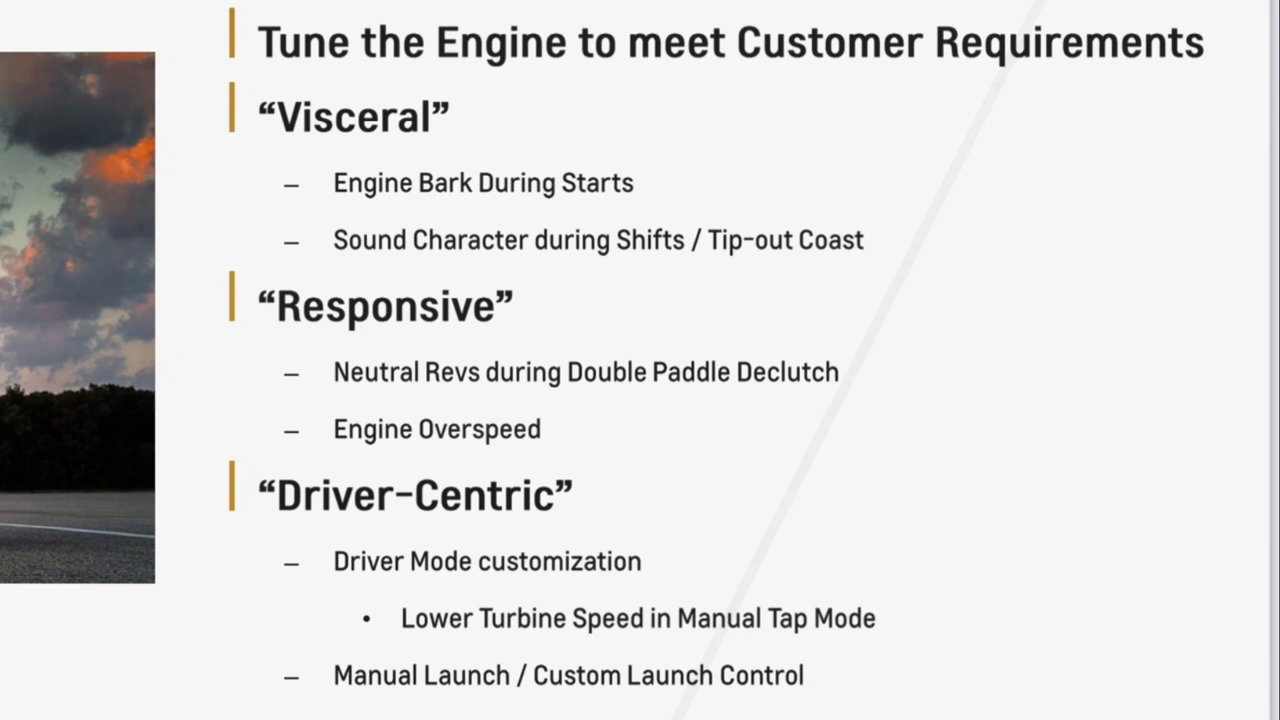 Tune the Engine to meet Customer Requirements
“Visceral”
– Engine Bark During Starts
– Sound Character during Shifts / Tip-out Coast
“Responsive”
– Neutral Revs during Double Paddle Declutch
– Engine Overspeed
“Driver-Centric”
– Driver Mode customization
• Lower Turbine Speed in Manual Tap Mode
– Manual Launch / Custom Launch Control